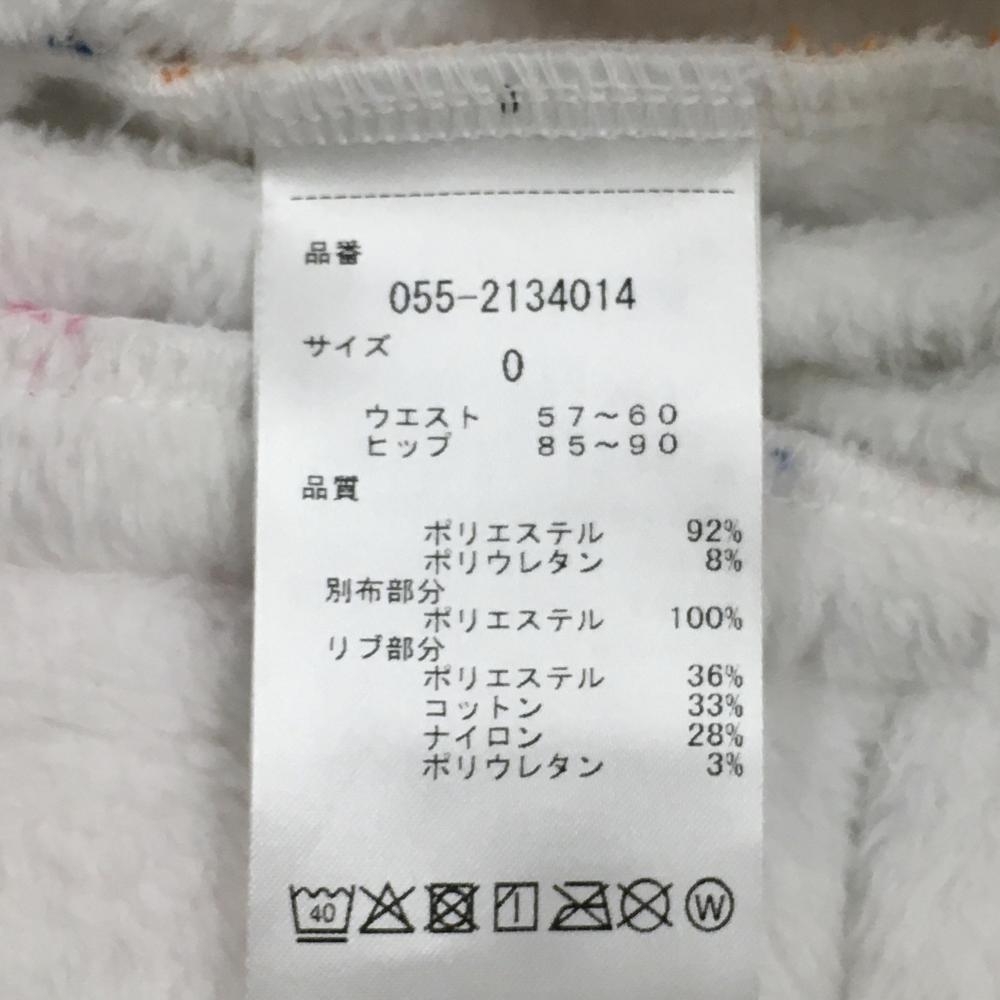 品番
055-2134014
サイズ
0
ウエスト 57～60
ヒップ 85～90
品質
ポリエステル 92%
ポリウレタン 8%
別布部分
ポリエステル 100%
リブ部分
ポリエステル 36%
コットン 33%
ナイロン 28%
ポリウレタン 3%
40 W